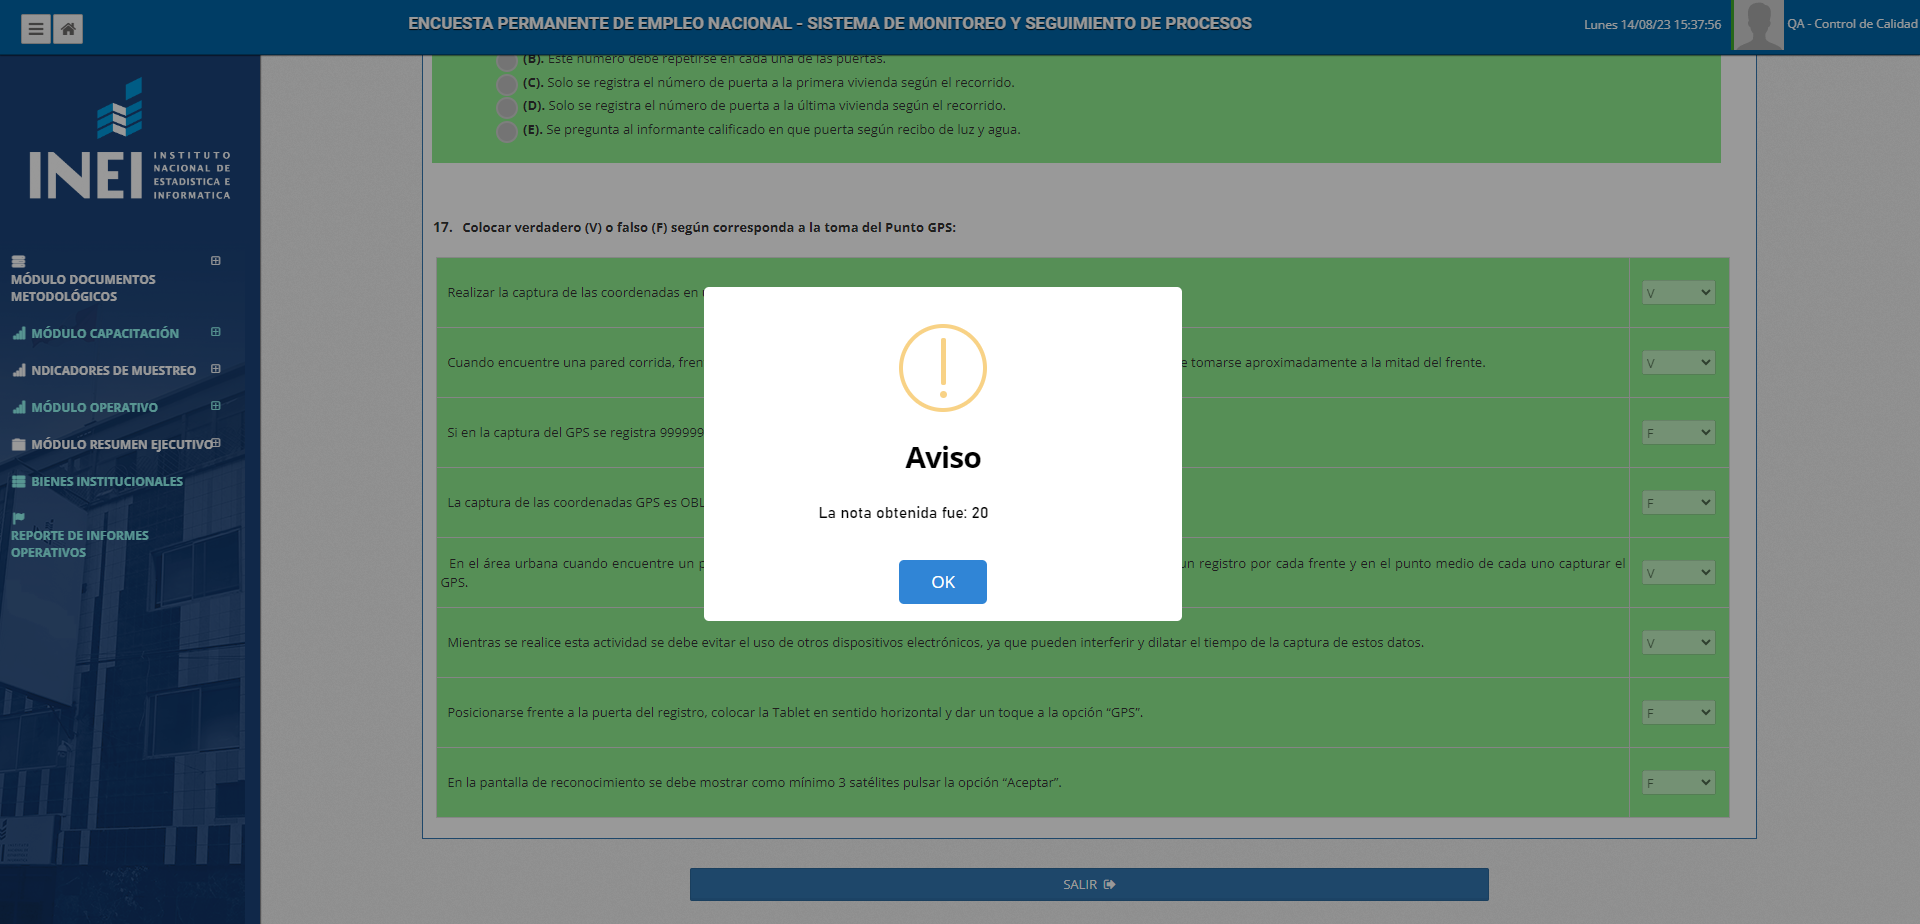 ENCUESTA PERMANENTE DE EMPLEO NACIONAL - SISTEMA DE MONITOREO Y SEGUIMIENTO DE PROCESOS
Lunes 14/08/23 15:37:56
QA - Control de Calidad
INEI
INSTITUTO
NACIONAL DE
ESTADISTICA E
INFORMATICA
MÓDULO DOCUMENTOS
METODOLÓGICOS
MÓDULO CAPACITACIÓN
NDICADORES DE MUESTREO
MÓDULO OPERATIVO
MÓDULO RESUMEN EJECUTIVO
BIENES INSTITUCIONALES
REPORTE DE INFORMES
OPERATIVOS
(B). Este número debe repetirse en cada una de las puertas.
(C). Solo se registra el número de puerta a la primera vivienda según el recorrido.
(D). Solo se registra el número de puerta a la última vivienda según el recorrido.
(E). Se pregunta al informante calificado en que puerta según recibo de luz y agua.
17. Colocar verdadero (V) o falso (F) según corresponda a la toma del Punto GPS:
Realizar la captura de las coordenadas en
V
Cuando encuentre una pared corrida, fren
tomarse aproximadamente a la mitad del frente.
V
Si en la captura del GPS se registra 999999
F
La captura de las coordenadas GPS es OBL
F
En el área urbana cuando encuentre un p
un registro por cada frente y en el punto medio de cada uno capturar el
GPS.
V
Mientras se realice esta actividad se debe evitar el uso de otros dispositivos electrónicos, ya que pueden interferir y dilatar el tiempo de la captura de estos datos.
V
Posicionarse frente a la puerta del registro, colocar la Tablet en sentido horizontal y dar un toque a la opción “GPS”.
F
En la pantalla de reconocimiento se debe mostrar como mínimo 3 satélites pulsar la opción “Aceptar”.
F
Aviso
La nota obtenida fue: 20
OK
SALIR